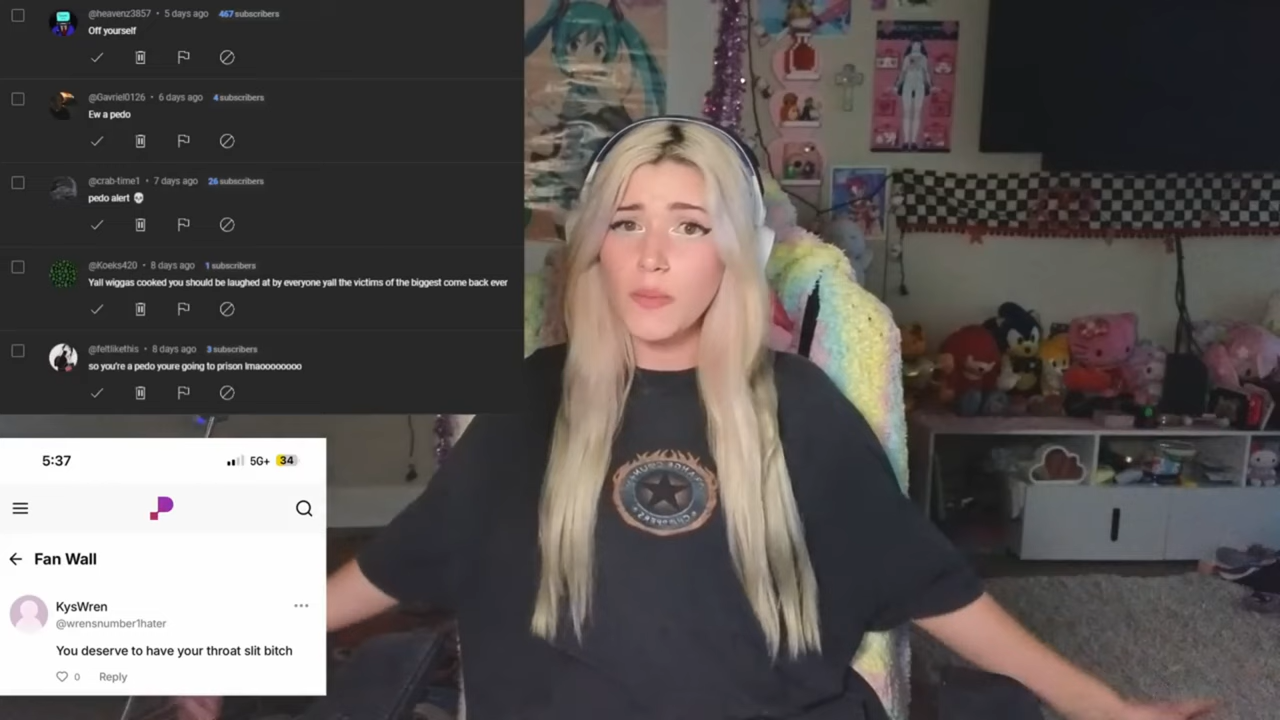 @heavenz3857 • 5 days ago 467 subscribers
Off yourself
@Gavriel0126 • 6 days ago 4 subscribers
Ew a pedo
@crab-time1 • 7 days ago 26 subscribers
pedo alert 💀
@Koeks420 • 8 days ago 1 subscribers
Yall wiggas cooked you should be laughed at by everyone yall the victims of the biggest come back ever
@feltlikethis • 8 days ago 3 subscribers
so you're a pedo youre going to prison lmaoooooooo
5:37 5G+ 34
Fan Wall
KysWren
@wrensnumber1hater
You deserve to have your throat slit bitch
0 Reply